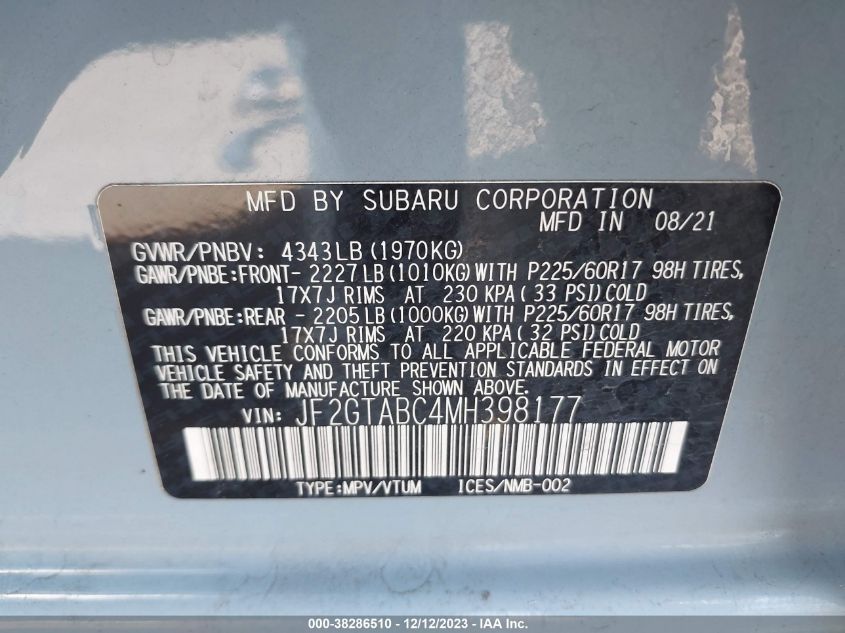 MFD BY SUBARU CORPORATION
MFD IN 08/21
GVWR/PNBV: 4343LB (1970KG)
GAWR/PNBE:FRONT- 2227LB (1010KG) WITH P225/60R17 98H TIRES,
17X7J RIMS AT 230 KPA ( 33 PSI) COLD
GAWR/PNBE:REAR - 2205LB (1000KG) WITH P225/60R17 98H TIRES,
17X7J RIMS AT 220 KPA ( 32 PSI) COLD
THIS VEHICLE CONFORMS TO ALL APPLICABLE FEDERAL MOTOR
VEHICLE SAFETY AND THEFT PREVENTION STANDARDS IN EFFECT ON
THE DATE OF MANUFACTURE SHOWN ABOVE.
VIN: JF2GTABC4MH398177
TYPE:MPV/VTUM ICES/NMB-002
000-38286510 - 12/12/2023 - IAA Inc.